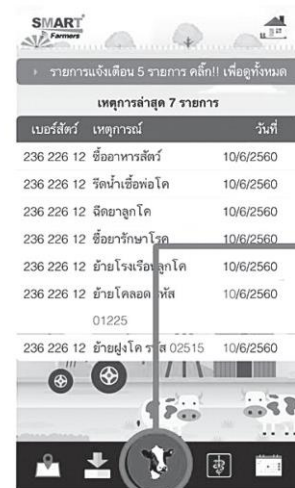 SMART
Farmers
รายการแจ้งเตือน 5 รายการ คลิ๊ก!! เพื่อดูทั้งหมด
เหตุการล่าสุด 7 รายการ
เบอร์สัตว์ เหตุการณ์ วันที่
236 226 12 ซื้ออาหารสัตว์ 10/6/2560
236 226 12 รีดน้ำเชื้อพ่อโค 10/6/2560
236 226 12 ฉีดยาลูกโค 10/6/2560
236 226 12 ซื้อยารักษาโรค 10/6/2560
236 226 12 ย้ายโรงเรือนลูกโค 10/6/2560
236 226 12 ย้ายโคลอด รหัส 10/6/2560
01225
236 226 12 ย้ายฝูงโค รหัส 02515 10/6/2560